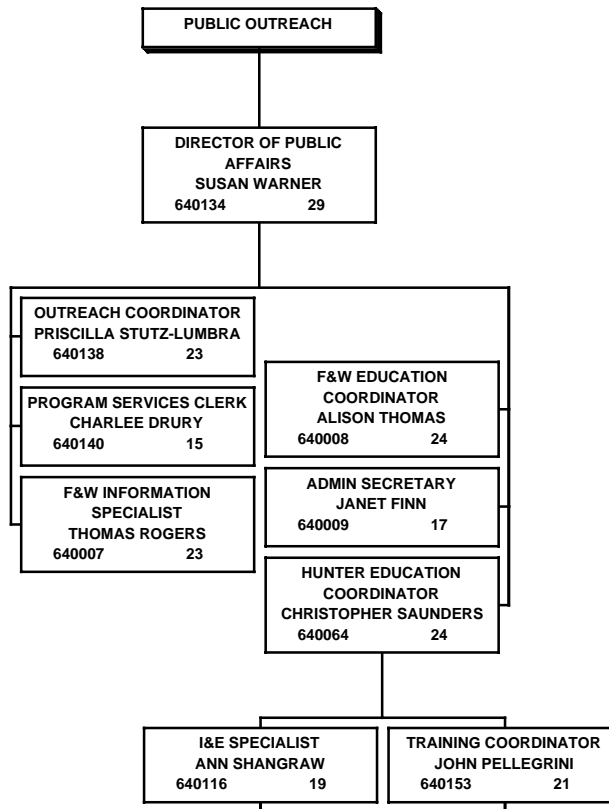 PUBLIC OUTREACH
DIRECTOR OF PUBLIC
AFFAIRS
SUSAN WARNER
640134 29
OUTREACH COORDINATOR
PRISCILLA STUTZ-LUMBRA
640138 23
PROGRAM SERVICES CLERK
CHARLEE DRURY
640140 15
F&W INFORMATION
SPECIALIST
THOMAS ROGERS
640007 23
F&W EDUCATION
COORDINATOR
ALISON THOMAS
640008 24
ADMIN SECRETARY
JANET FINN
640009 17
HUNTER EDUCATION
COORDINATOR
CHRISTOPHER SAUNDERS
640064 24
I&E SPECIALIST
ANN SHANGRAW
640116 19
TRAINING COORDINATOR
JOHN PELLEGRINI
640153 21